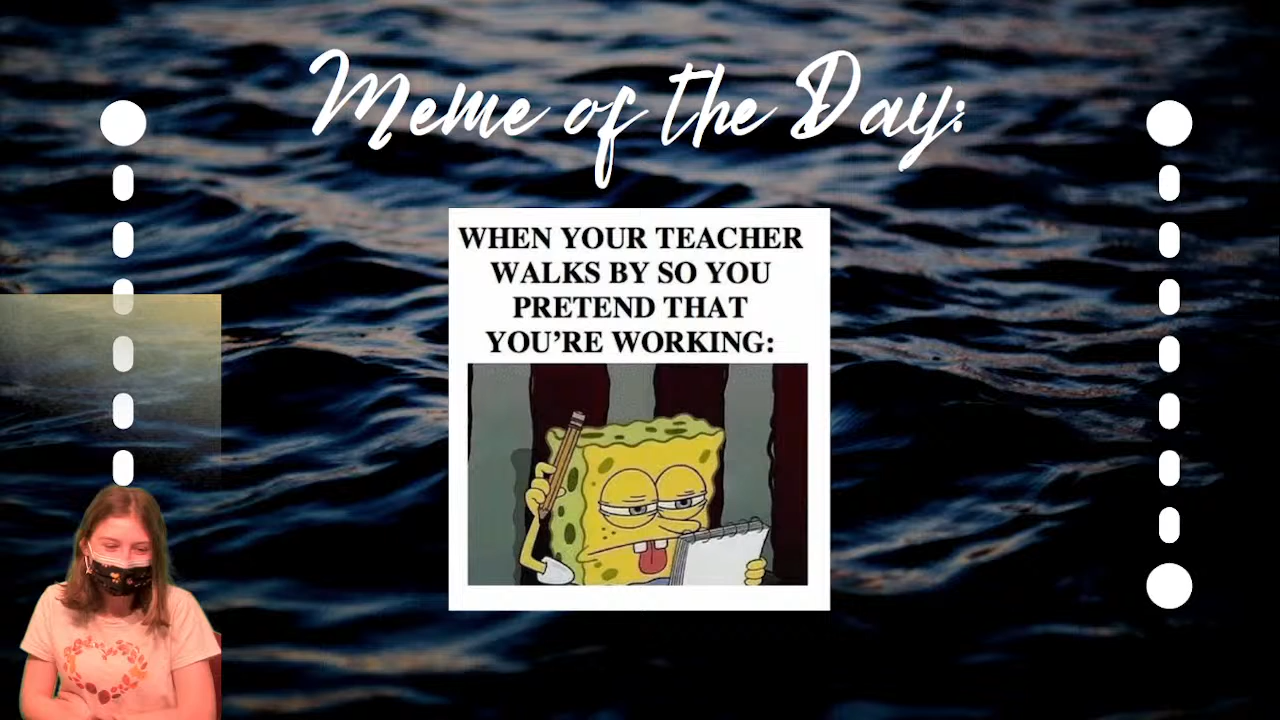 Meme of the Day:
WHEN YOUR TEACHER
WALKS BY SO YOU
PRETEND THAT
YOU'RE WORKING: